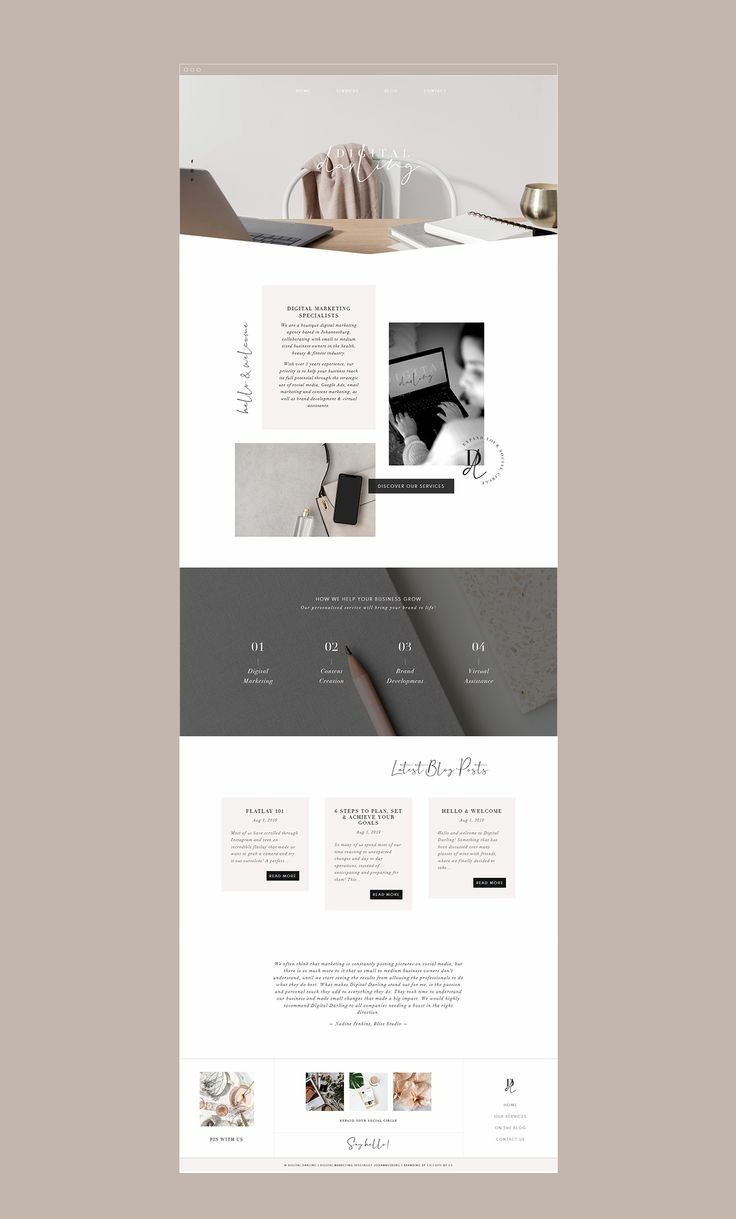 HOME SERVICES BLOG CONTACT
DIGITAL
darling
hello & welcome
DIGITAL MARKETING
SPECIALISTS
We are a boutique digital marketing
agency based in Johannesburg,
collaborating with small to medium
sized business owners in the health,
beauty & fitness industry.
With over 5 years experience, our
priority is to help your business reach
its full potential through the strategic
use of social media, Google Ads, email
marketing and content marketing, as
well as brand development & virtual
assistance.
darling
EXPAND YOUR SOCIAL CIRCLE
DISCOVER OUR SERVICES
HOW WE HELP YOUR BUSINESS GROW
Our personalised service will bring your brand to life!
01 02 03 04
Digital Content Brand Virtual
Marketing Creation Development Assistance
Latest Blog Posts
FLATLAY 101
Aug 1, 2019
Most of us have scrolled through
Instagram and seen an
incredible flatlay that made us
want to grab a camera and try
it out ourselves! A perfect...
READ MORE
6 STEPS TO PLAN, SET
& ACHIEVE YOUR
GOALS
Aug 1, 2019
So many of us spend most of our
time reacting to unexpected
changes and day to day
operations, instead of
anticipating and preparing for
them! This...
READ MORE
HELLO & WELCOME
Aug 1, 2019
Hello and welcome to Digital
Darling! Something that has
been discussed over many
glasses of wine with friends,
where we finally decided to
take...
READ MORE
We often think that marketing is constantly posting pictures on social media, but
there is so much more to it that us small to medium business owners don't
understand, until we start seeing the results from allowing the professionals to do
what they do best. What makes Digital Darling stand out for me, is the passion
and personal touch they add to everything they do. They took time to understand
our business and made small changes that made a big impact. We would highly
recommend Digital Darling to all companies needing a boost in the right
direction.
~ Nadine Jenkins, Bliss Studio ~
PIN WITH US
EXPAND YOUR SOCIAL CIRCLE
Say hello!
HOME
OUR SERVICES
ON THE BLOG
CONTACT US
© DIGITAL DARLING | DIGITAL MARKETING SPECIALIST JOHANNESBURG | BRANDING BY CS | SITE BY CS